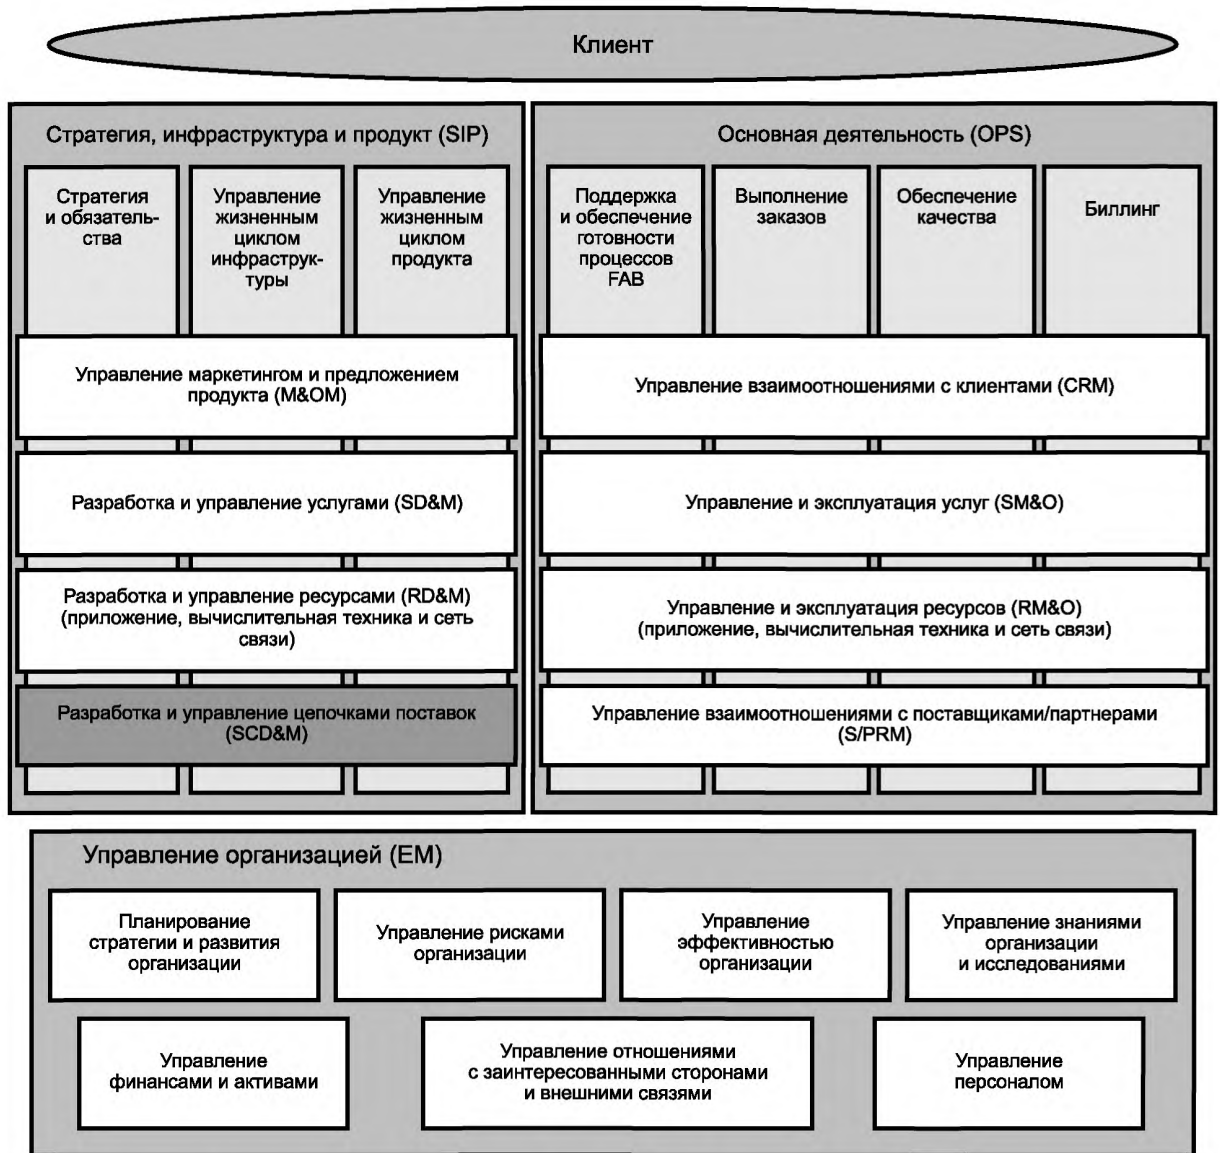 Клиент
Стратегия, инфраструктура и продукт (SIP)
Стратегия
и обязатель-
ства
Управление
жизненным
циклом
инфраструк-
туры
Управление
жизненным
циклом
продукта
Управление маркетингом и предложением
продукта (M&OM)
Разработка и управление услугами (SD&M)
Разработка и управление ресурсами (RD&M)
(приложение, вычислительная техника и сеть
связи)
Разработка и управление цепочками поставок
(SCD&M)
Основная деятельность (OPS)
Поддержка
и обеспечение
готовности
процессов
FAB
Выполнение
заказов
Обеспечение
качества
Биллинг
Управление взаимоотношениями с клиентами (CRM)
Управление и эксплуатация услуг (SM&O)
Управление и эксплуатация ресурсов (RM&O)
(приложение, вычислительная техника и сеть связи)
Управление взаимоотношениями с поставщиками/партнерами
(S/PRM)
Управление организацией (EM)
Планирование
стратегии и развития
организации
Управление рисками
организации
Управление
эффективностью
организации
Управление знаниями
организации
и исследованиями
Управление
финансами и активами
Управление отношениями
с заинтересованными сторонами
и внешними связями
Управление
персоналом